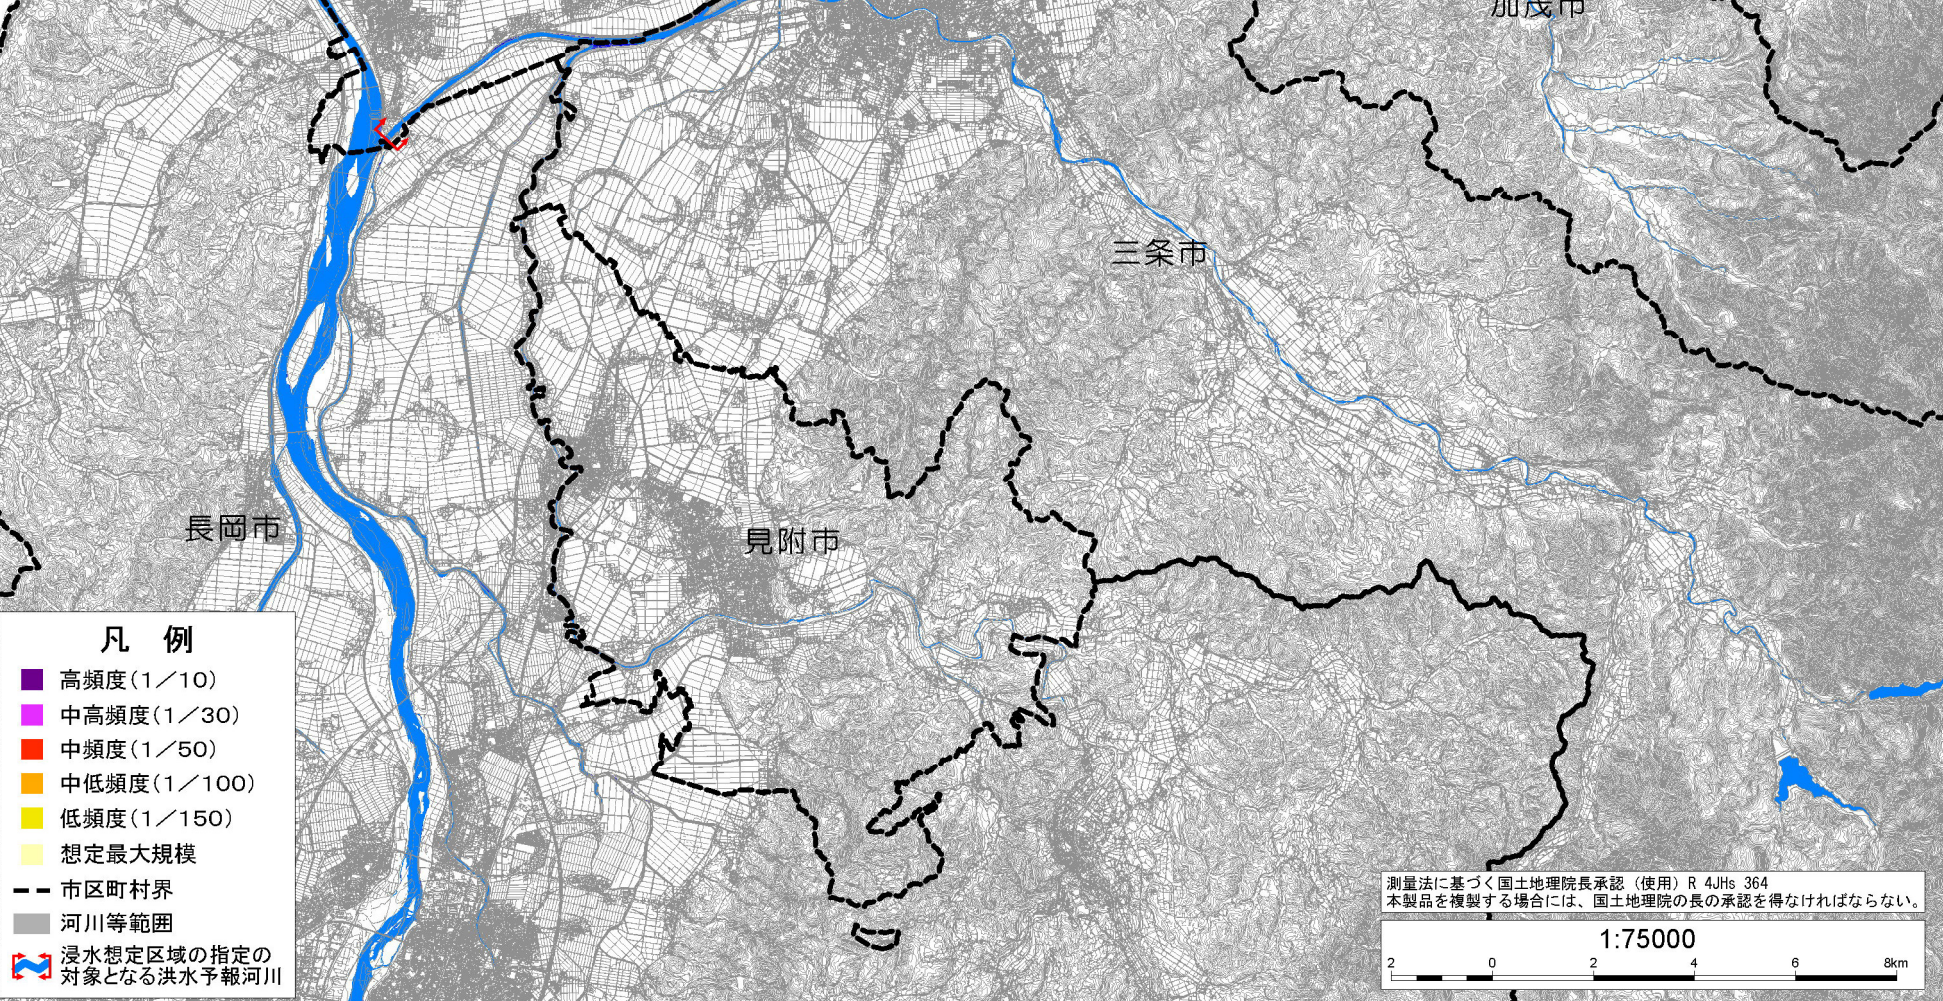 加茂市
三条市
長岡市
見附市
凡 例
高頻度(1/10)
中高頻度(1/30)
中頻度(1/50)
中低頻度(1/100)
低頻度(1/150)
想定最大規模
市区町村界
河川等範囲
浸水想定区域の指定の
対象となる洪水予報河川
測量法に基づく国土地理院長承認(使用)R 4JHs 364
本製品を複製する場合には、国土地理院の長の承認を得なければならない。
1:75000
2 0 2 4 6 8km